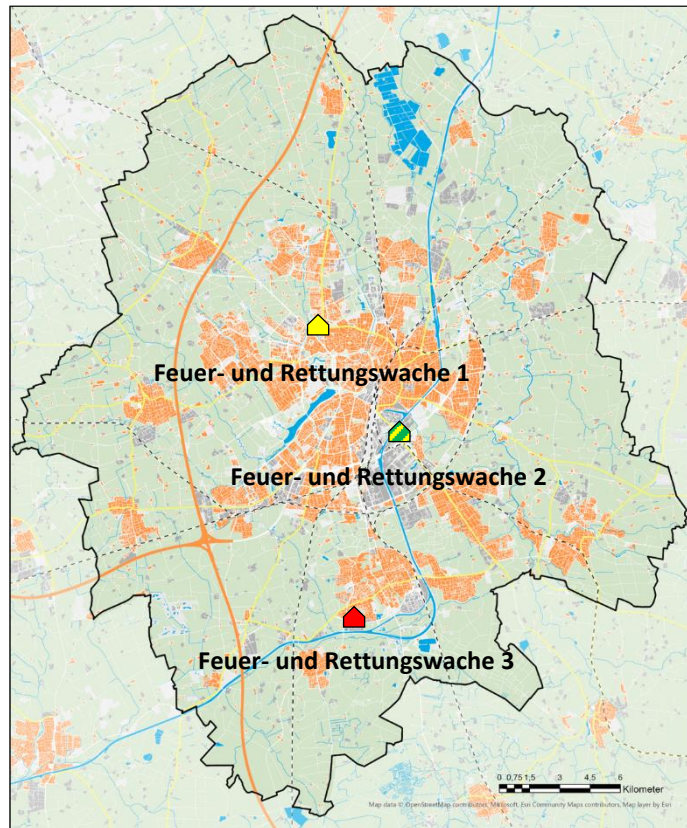 Feuer- und Rettungswache 1
Feuer- und Rettungswache 2
Feuer- und Rettungswache 3
0 0,75 1,5 3 4,5 6
Kilometer
Map data © OpenStreetMap contributors, Microsoft, Esri Community Maps contributors, Map layer by Esri